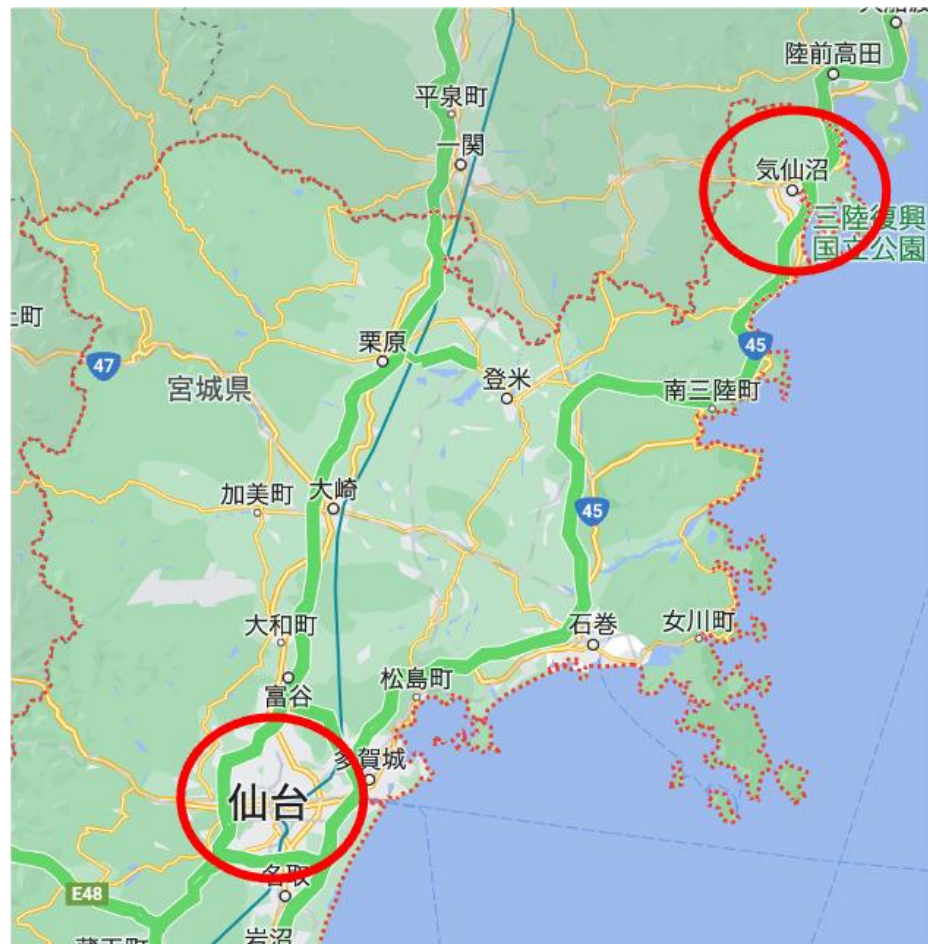 陸前高田
平泉町
一関
気仙沼
三陸復興
国立公園
栗原
47
45
登米
宮城県
南三陸町
加美町
大崎
45
大和町
石巻
女川町
富谷
松島町
多賀城
仙台
名取
E48
岩沼